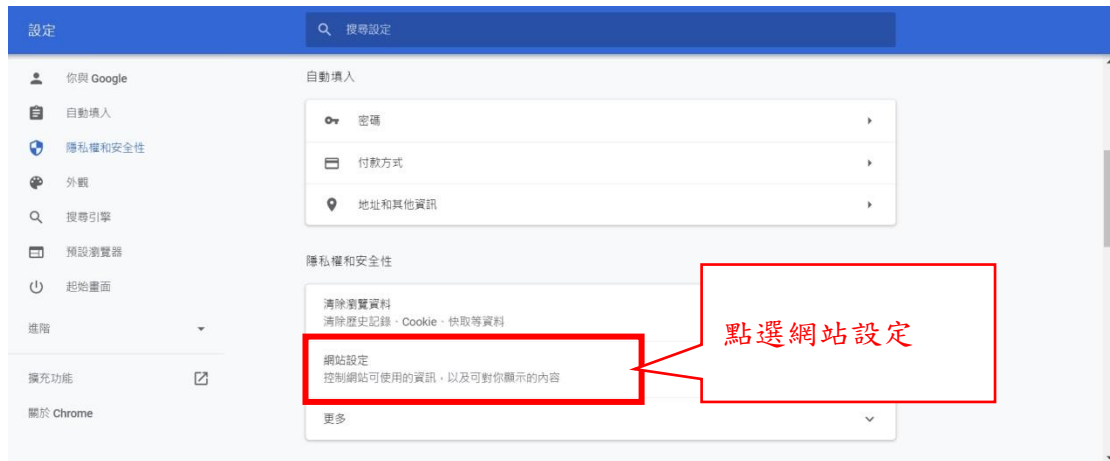 設定
搜尋設定
你與 Google
自動填入
隱私權和安全性
外觀
搜尋引擎
預設瀏覽器
起始畫面
進階
擴充功能
關於 Chrome
自動填入
密碼
付款方式
地址和其他資訊
隱私權和安全性
清除瀏覽資料
清除歷史記錄、Cookie、快取等資料
網站設定
控制網站可使用的資訊，以及可對你顯示的內容
更多
點選網站設定